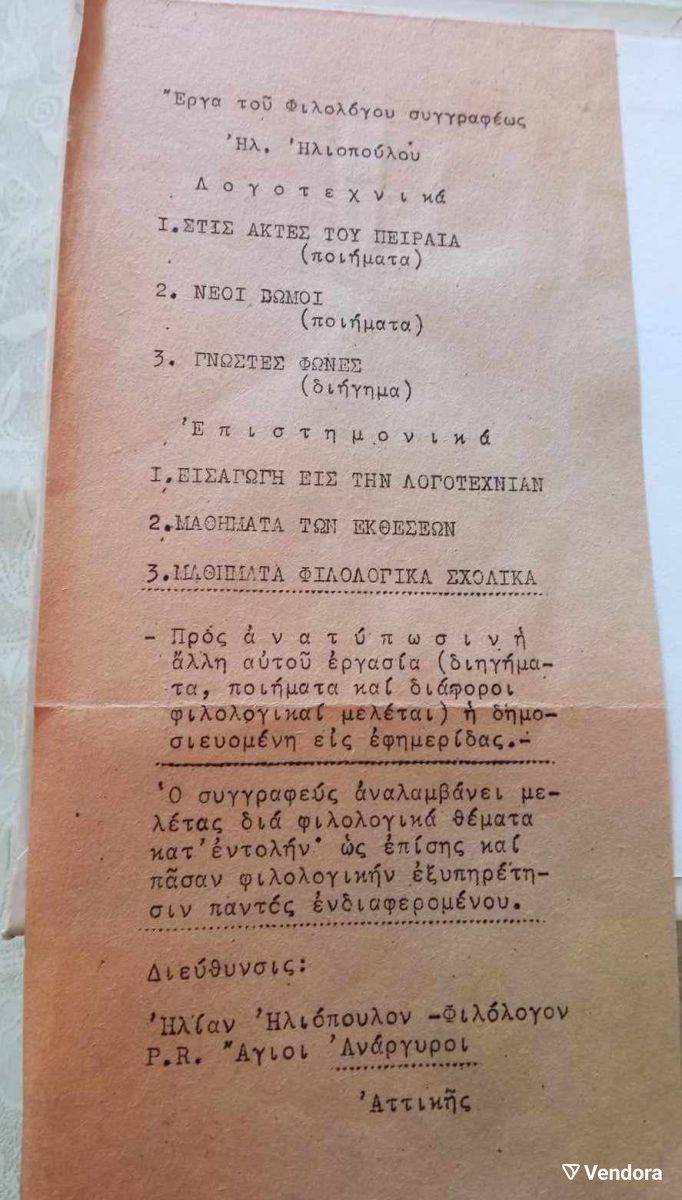 Ἔργα τοῦ Φιλολόγου συγγραφέως
Ἠλ. Ἠλιοπούλου
Λ ο γ ο τ ε χ ν ι κ ά
1.ΣΤΙΣ ΑΚΤΕΣ ΤΟΥ ΠΕΙΡΑΙΑ
(ποιήματα)
2. ΝΕΟΙ ΒΩΜΟΙ
(ποιήματα)
3. ΓΝΩΣΤΕΣ ΦΩΝΕΣ
(διήγημα)
Ἐ π ι σ τ η μ ο ν ι κ ά
1.ΕΙΣΑΓΩΓΗ ΕΙΣ ΤΗΝ ΛΟΓΟΤΕΧΝΙΑΝ
2.ΜΑΘΗΜΑΤΑ ΤΩΝ ΕΚΘΕΣΕΩΝ
3.ΜΑΘΗΜΑΤΑ ΦΙΛΟΛΟΓΙΚΑ ΣΧΟΛΙΚΑ
- Πρός ἀ ν α τ ύ π ω σ ι ν ἡ
ἄλλη αὐτοῦ ἐργασία (διηγήμα-
τα, ποιήματα καί διάφοροι
φιλολογικαί μελέται) ἡ δημο-
σιευομένη εἰς ἐφημερίδας.-
Ὁ συγγραφεύς ἀναλαμβάνει με-
λέτας διά φιλολογικά θέματα
κατ' ἐντολήν· ὡς ἐπίσης καί
πᾶσαν φιλολογικήν ἐξυπηρέτη-
σιν παντός ἐνδιαφερομένου.
Διεύθυνσις:
Ἠλίαν Ἠλιόπουλον -Φιλόλογον
P.R. Ἅγιοι Ἀνάργυροι
Ἀττικῆς
Vendora